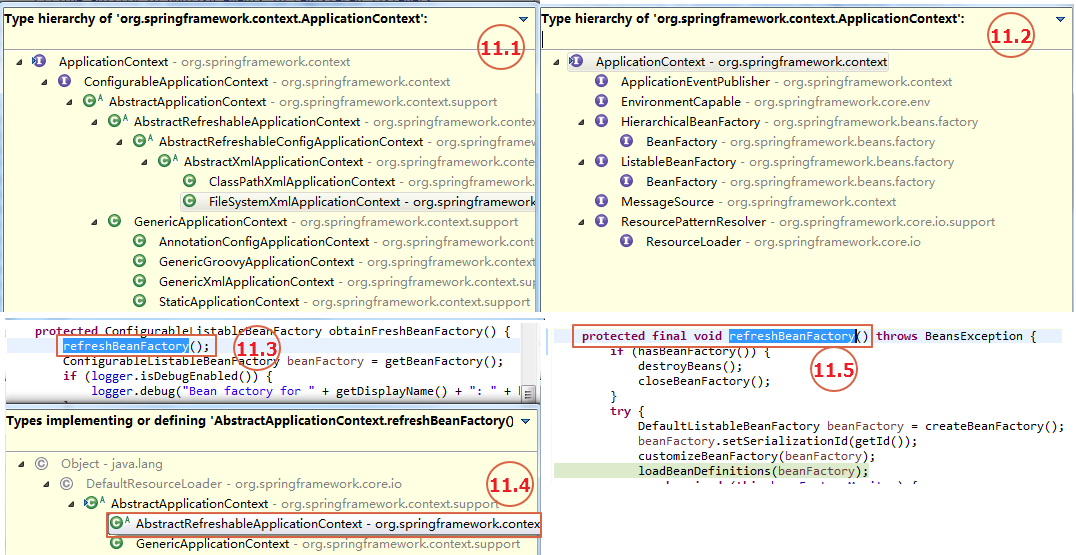 Type hierarchy of 'org.springframework.context.ApplicationContext':
11.1
ApplicationContext - org.springframework.context
ConfigurableApplicationContext - org.springframework.context
AbstractApplicationContext - org.springframework.context.support
AbstractRefreshableApplicationContext - org.springframework.contex
AbstractRefreshableConfigApplicationContext - org.springframew
AbstractXmlApplicationContext - org.springframework.conte
ClassPathXmlApplicationContext - org.springframework.
FileSystemXmlApplicationContext - org.springframework
GenericApplicationContext - org.springframework.context.support
AnnotationConfigApplicationContext - org.springframework.cont
GenericGroovyApplicationContext - org.springframework.context
GenericXmlApplicationContext - org.springframework.context.su
StaticApplicationContext - org.springframework.context.support
Type hierarchy of 'org.springframework.context.ApplicationContext':
11.2
ApplicationContext - org.springframework.context
ApplicationEventPublisher - org.springframework.context
EnvironmentCapable - org.springframework.core.env
HierarchicalBeanFactory - org.springframework.beans.factory
BeanFactory - org.springframework.beans.factory
ListableBeanFactory - org.springframework.beans.factory
BeanFactory - org.springframework.beans.factory
MessageSource - org.springframework.context
ResourcePatternResolver - org.springframework.core.io.support
ResourceLoader - org.springframework.core.io
protected ConfigurableListableBeanFactory obtainFreshBeanFactory() {
refreshBeanFactory();
11.3
ConfigurableListableBeanFactory beanFactory = getBeanFactory();
if (logger.isDebugEnabled()) {
logger.debug("Bean factory for " + getDisplayName() + ": " +
Types implementing or defining 'AbstractApplicationContext.refreshBeanFactory()
11.4
Object - java.lang
DefaultResourceLoader - org.springframework.core.io
AbstractApplicationContext - org.springframework.context.support
AbstractRefreshableApplicationContext - org.springframework.contex
GenericApplicationContext - org.springframework.context.support
protected final void refreshBeanFactory() throws BeansException {
11.5
if (hasBeanFactory()) {
destroyBeans();
closeBeanFactory();
}
try {
DefaultListableBeanFactory beanFactory = createBeanFactory();
beanFactory.setSerializationId(getId());
customizeBeanFactory(beanFactory);
loadBeanDefinitions(beanFactory);